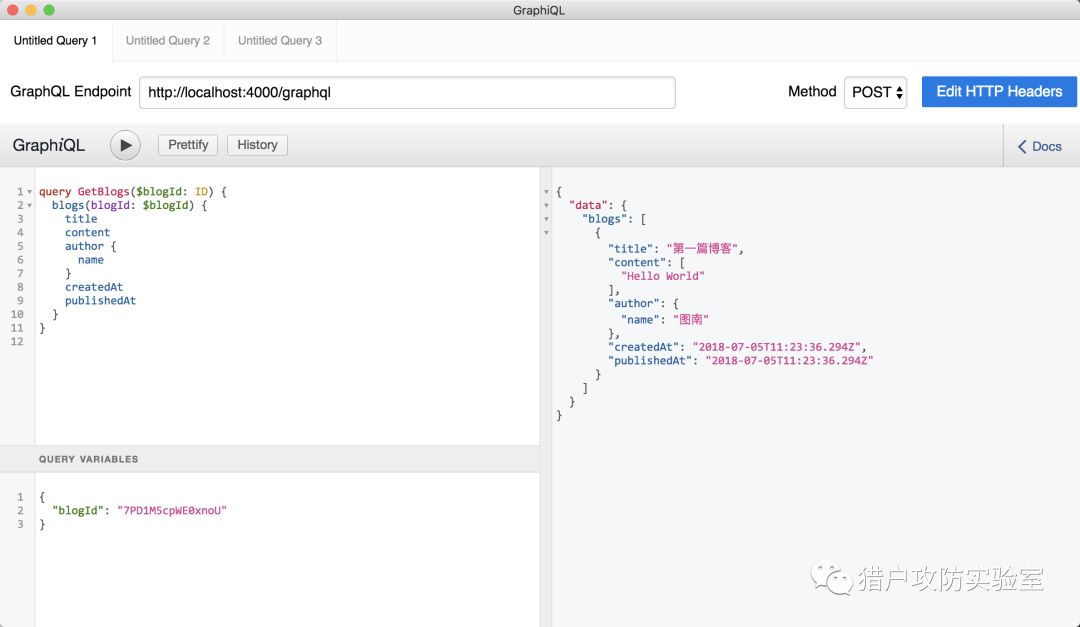 GraphiQL
Untitled Query 1
Untitled Query 2
Untitled Query 3
GraphQL Endpoint
http://localhost:4000/graphql
Method
POST
Edit HTTP Headers
GraphiQL
Prettify
History
Docs
1 query GetBlogs($blogId: ID) {
2 blogs(blogId: $blogId) {
3 title
4 content
5 author {
6 name
7 }
8 createdAt
9 publishedAt
10 }
11 }
12
QUERY VARIABLES
1 {
2 "blogId": "7PD1M5cpWE0xnoU"
3 }
{
"data": {
"blogs": [
{
"title": "第一篇博客",
"content": [
"Hello World"
],
"author": {
"name": "图南"
},
"createdAt": "2018-07-05T11:23:36.294Z",
"publishedAt": "2018-07-05T11:23:36.294Z"
}
]
}
}
猎户攻防实验室